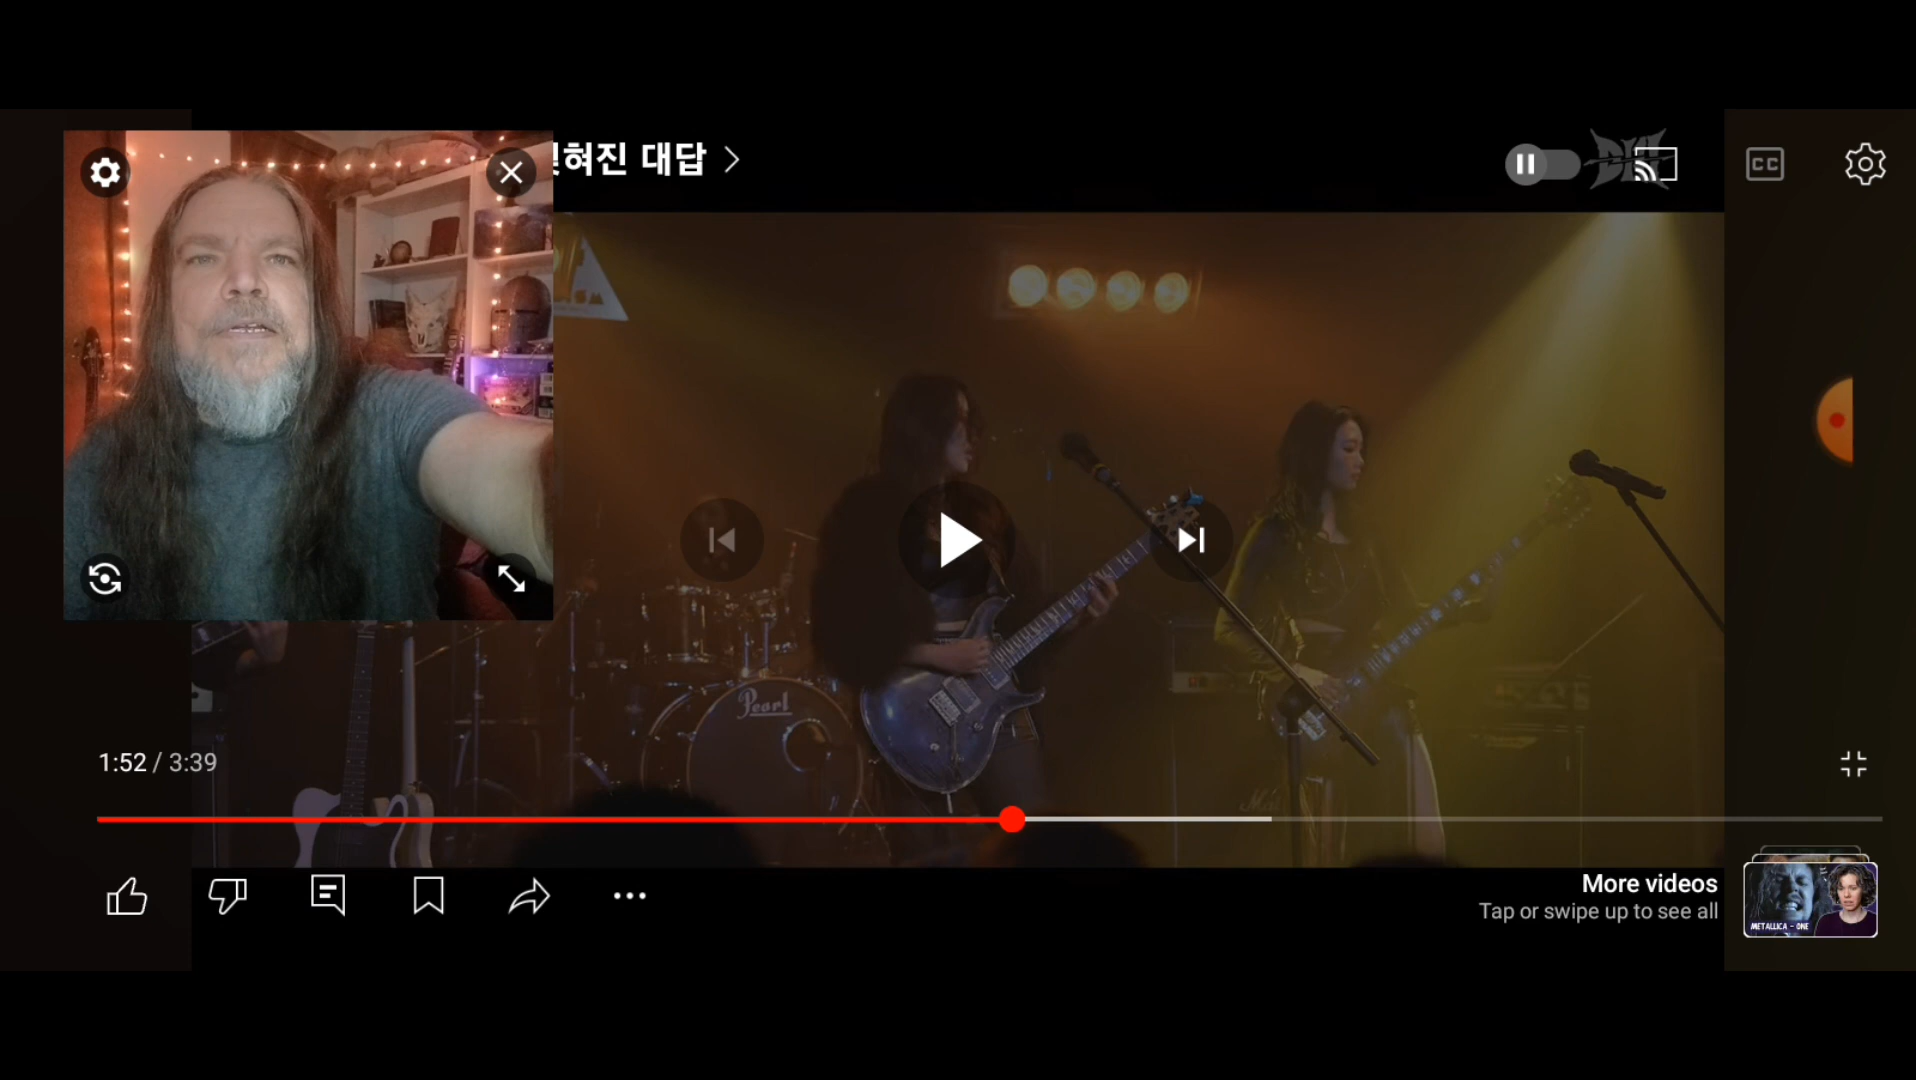 혀진 대답
CC
Pearl
1:52 / 3:39
More videos
Tap or swipe up to see all
METALLICA - ONE